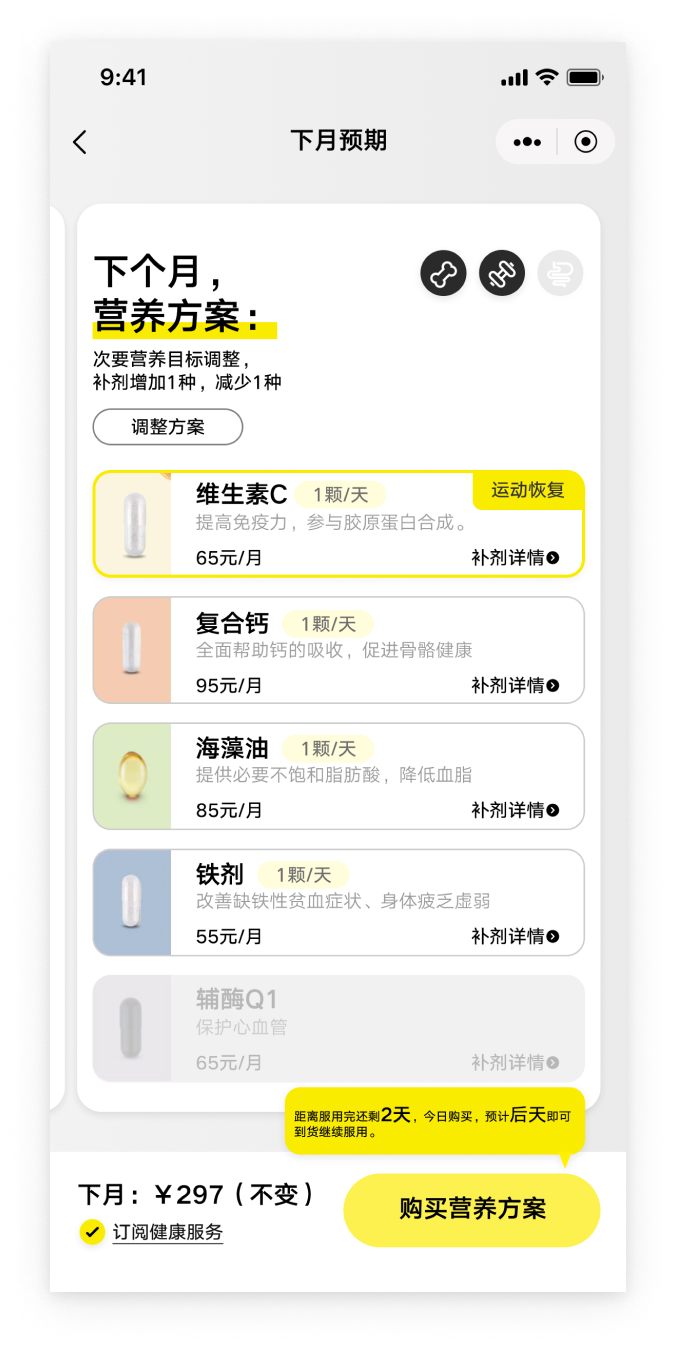 9:41
下月预期
下个月，
营养方案：
次要营养目标调整，
补剂增加1种，减少1种
调整方案
维生素C 1颗/天 运动恢复
提高免疫力，参与胶原蛋白合成。
65元/月 补剂详情
复合钙 1颗/天
全面帮助钙的吸收，促进骨骼健康
95元/月 补剂详情
海藻油 1颗/天
提供必要不饱和脂肪酸，降低血脂
85元/月 补剂详情
铁剂 1颗/天
改善缺铁性贫血症状、身体疲乏虚弱
55元/月 补剂详情
辅酶Q1
保护心血管
65元/月 补剂详情
距离服用完还剩2天，今日购买，预计后天即可
到货继续服用。
下月：￥297（不变）
购买营养方案
订阅健康服务